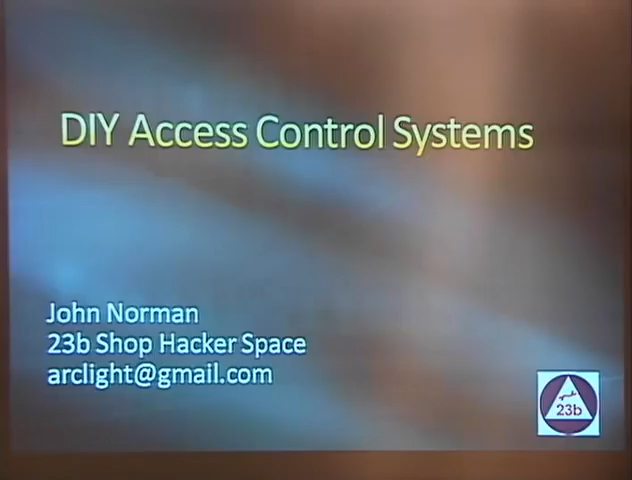 DIY Access Control Systems
John Norman
23b Shop Hacker Space
arclight@gmail.com
23b